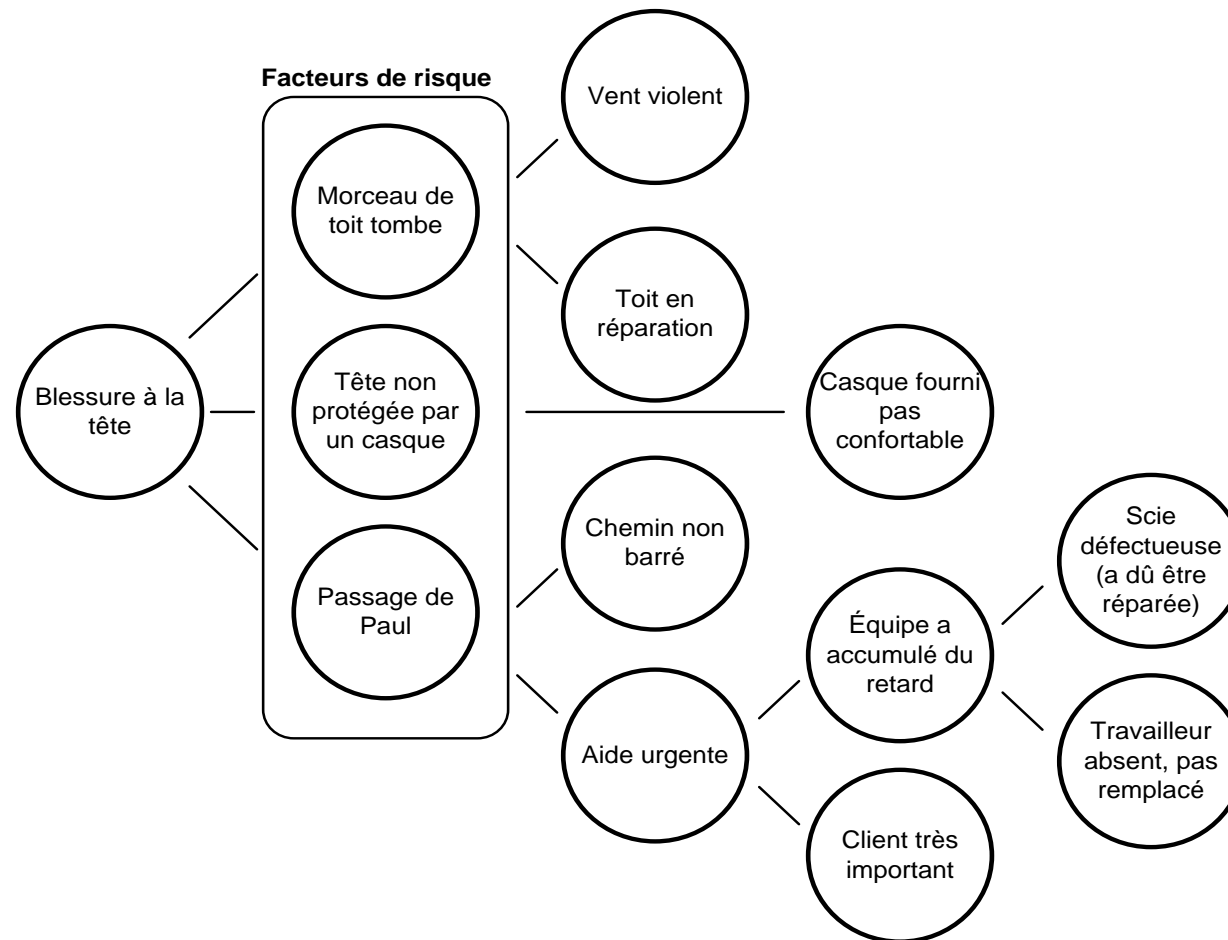 Facteurs de risque
Vent violent
Morceau de
toit tombe
Toit en
réparation
Blessure à la
tête
Tête non
protégée par
un casque
Casque fourni
pas
confortable
Chemin non
barré
Scie
défectueuse
(a dû être
réparée)
Passage de
Paul
Équipe a
accumulé du
retard
Aide urgente
Travailleur
absent, pas
remplacé
Client très
important